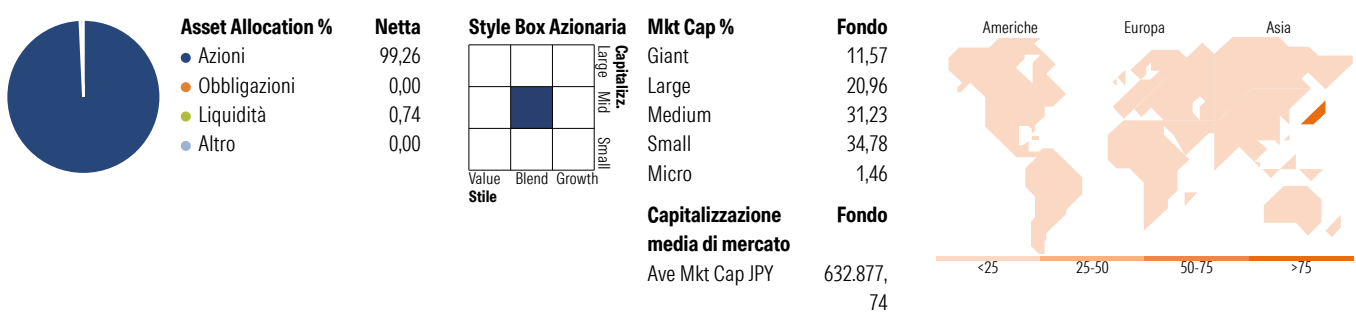 Asset Allocation % Netta
Azioni 99,26
Obbligazioni 0,00
Liquidità 0,74
Altro 0,00
Style Box Azionaria
Capitalizz.
Large
Mid
Small
Value Blend Growth
Stile
Mkt Cap % Fondo
Giant 11,57
Large 20,96
Medium 31,23
Small 34,78
Micro 1,46
Capitalizzazione Fondo
media di mercato
Ave Mkt Cap JPY 632.877,
74
Americhe Europa Asia
<25 25-50 50-75 >75